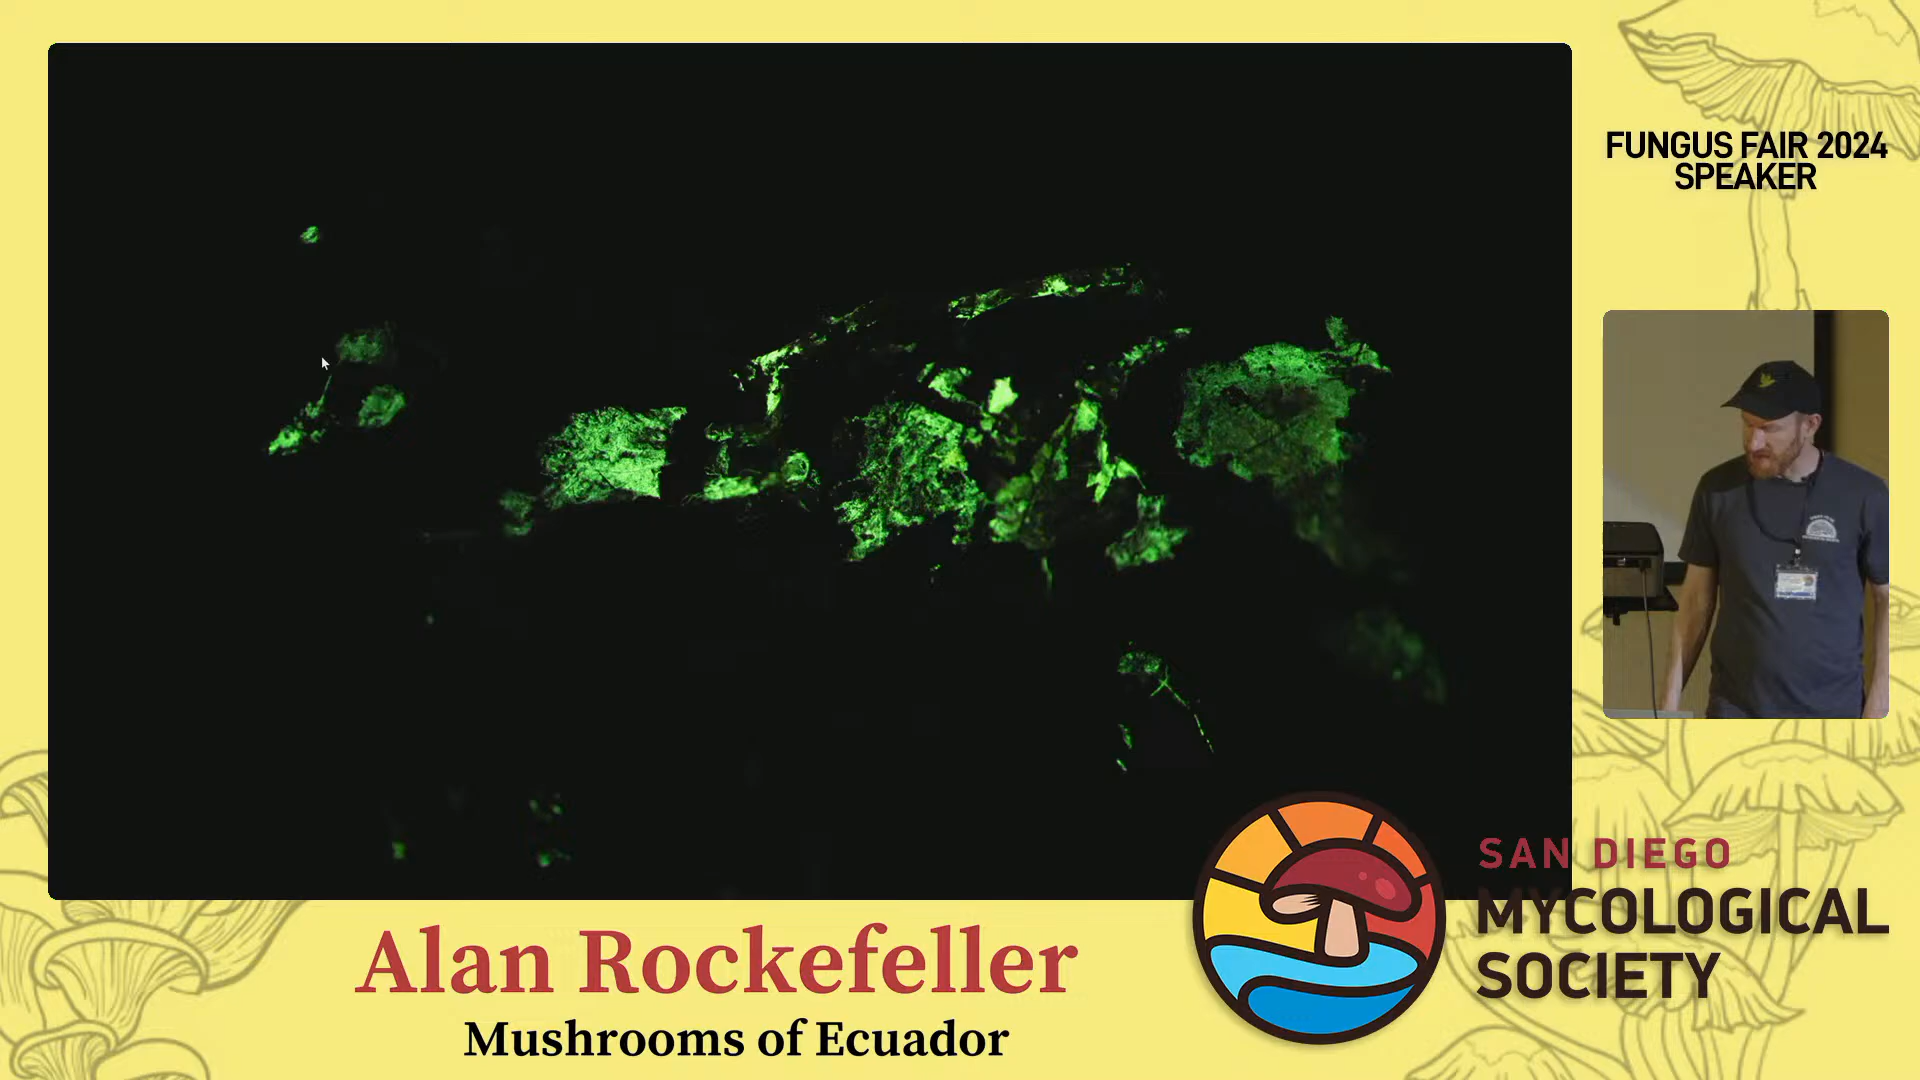 FUNGUS FAIR 2024
SPEAKER
SAN DIEGO
MYCOLOGICAL
SOCIETY
Alan Rockefeller
Mushrooms of Ecuador